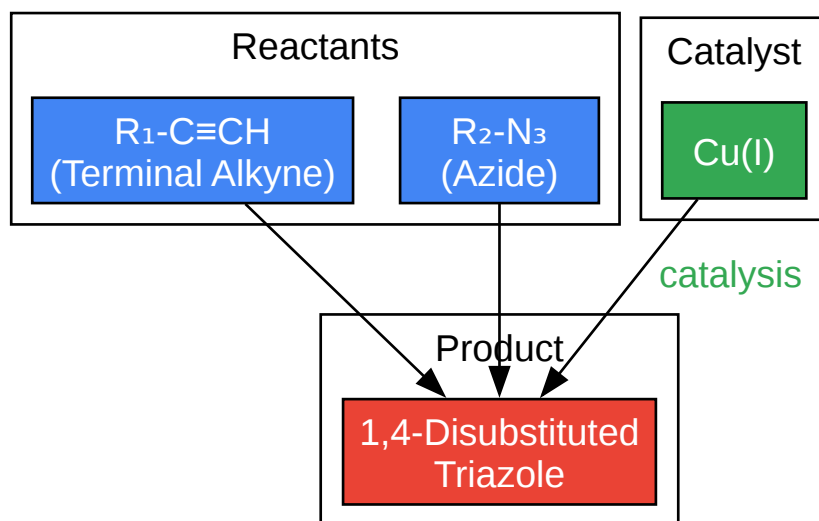 Reactants
Catalyst
R₁-C≡CH
(Terminal Alkyne)
R₂-N₃
(Azide)
Cu(I)
catalysis
Product
1,4-Disubstituted
Triazole